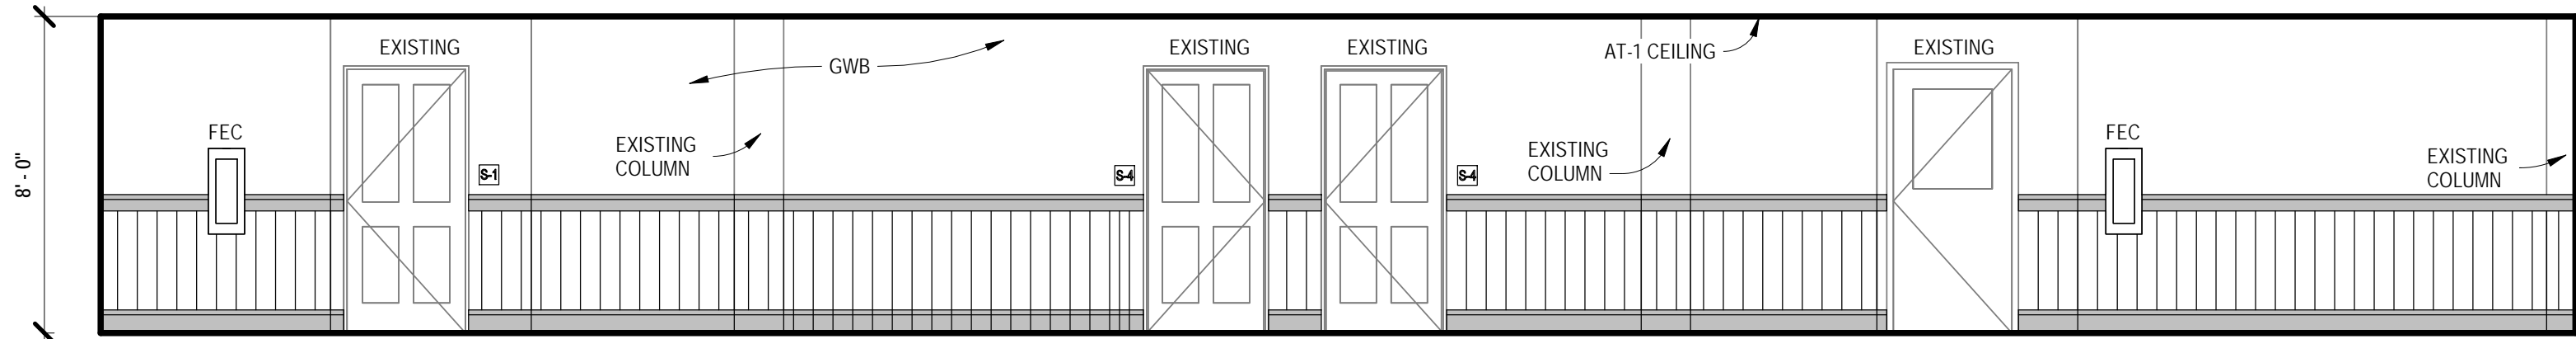 EXISTING
EXISTING
EXISTING
EXISTING
GWB
AT-1 CEILING
FEC
FEC
EXISTING
COLUMN
EXISTING
COLUMN
EXISTING
COLUMN
S-1
S-4
S-4
8' - 0"